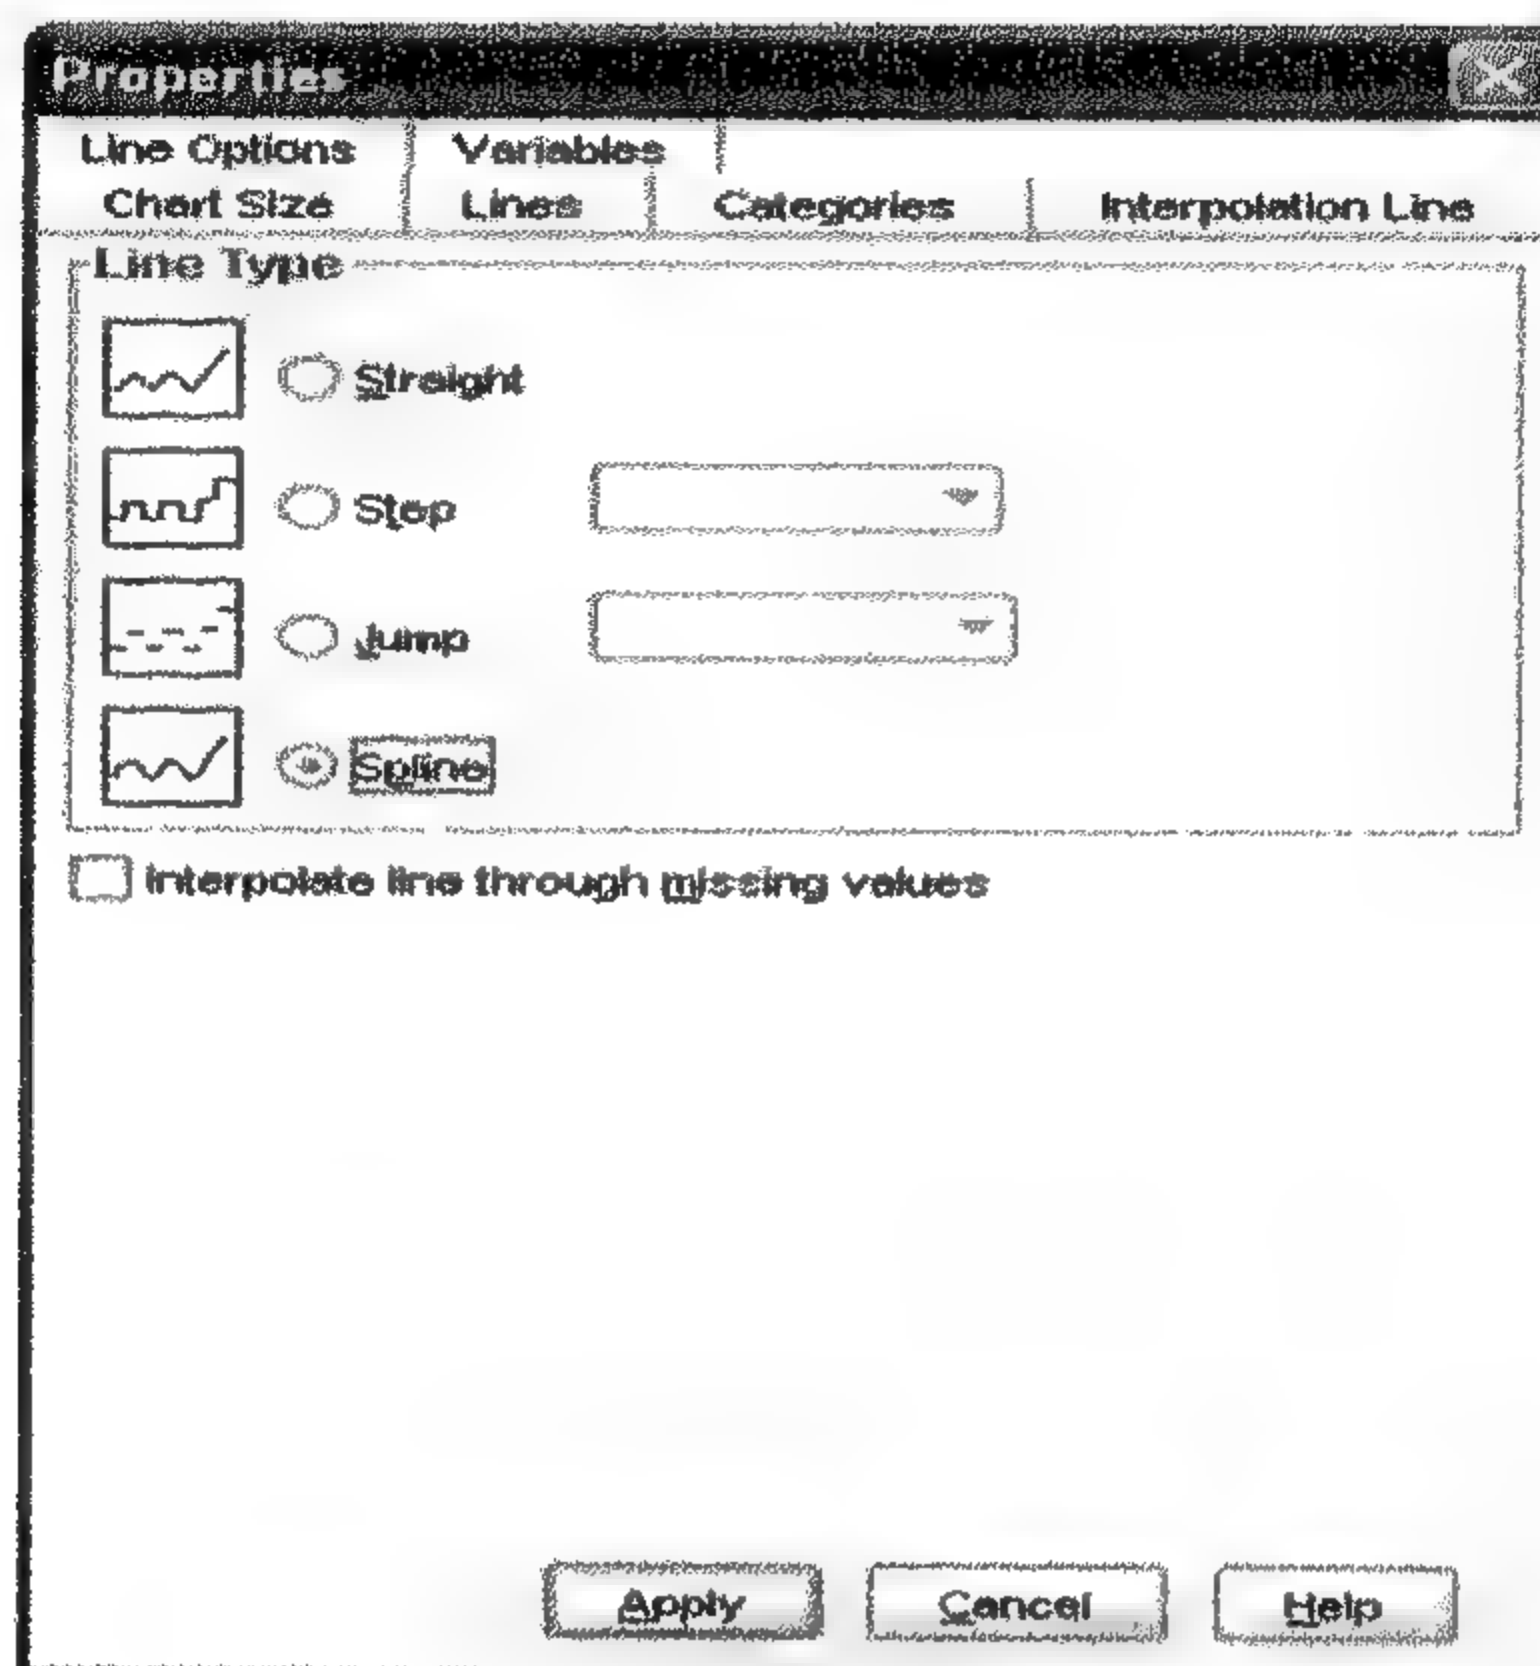 Properties
Line Options Variables
Chart Size Lines Categories Interpolation Line
Line Type
Straight
Step
Jump
Spline
Interpolate line through missing values
Apply Cancel Help